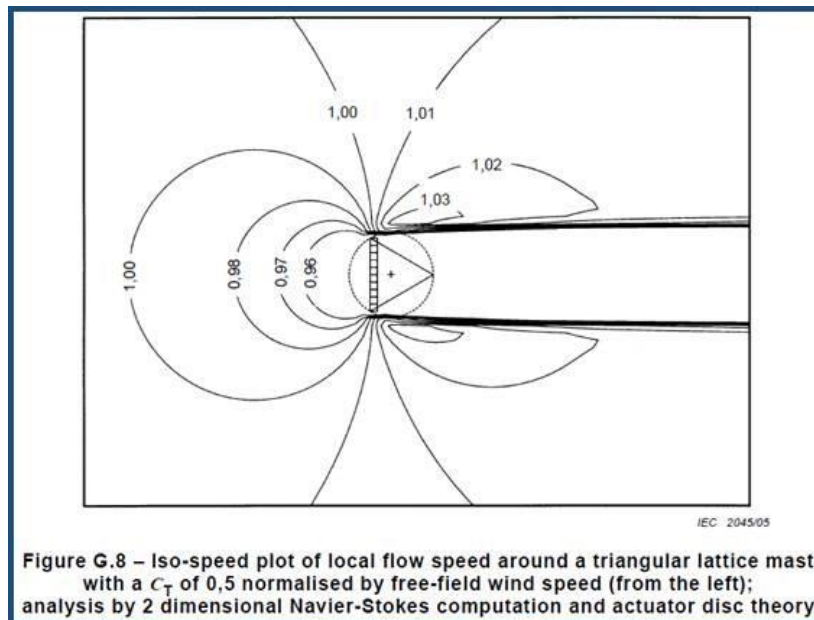 1,00
1,01
1,02
1,03
1,00
0,98
0,97
0,96
IEC 2045/05
Figure G.8 – Iso-speed plot of local flow speed around a triangular lattice mast
with a CT of 0,5 normalised by free-field wind speed (from the left);
analysis by 2 dimensional Navier-Stokes computation and actuator disc theory